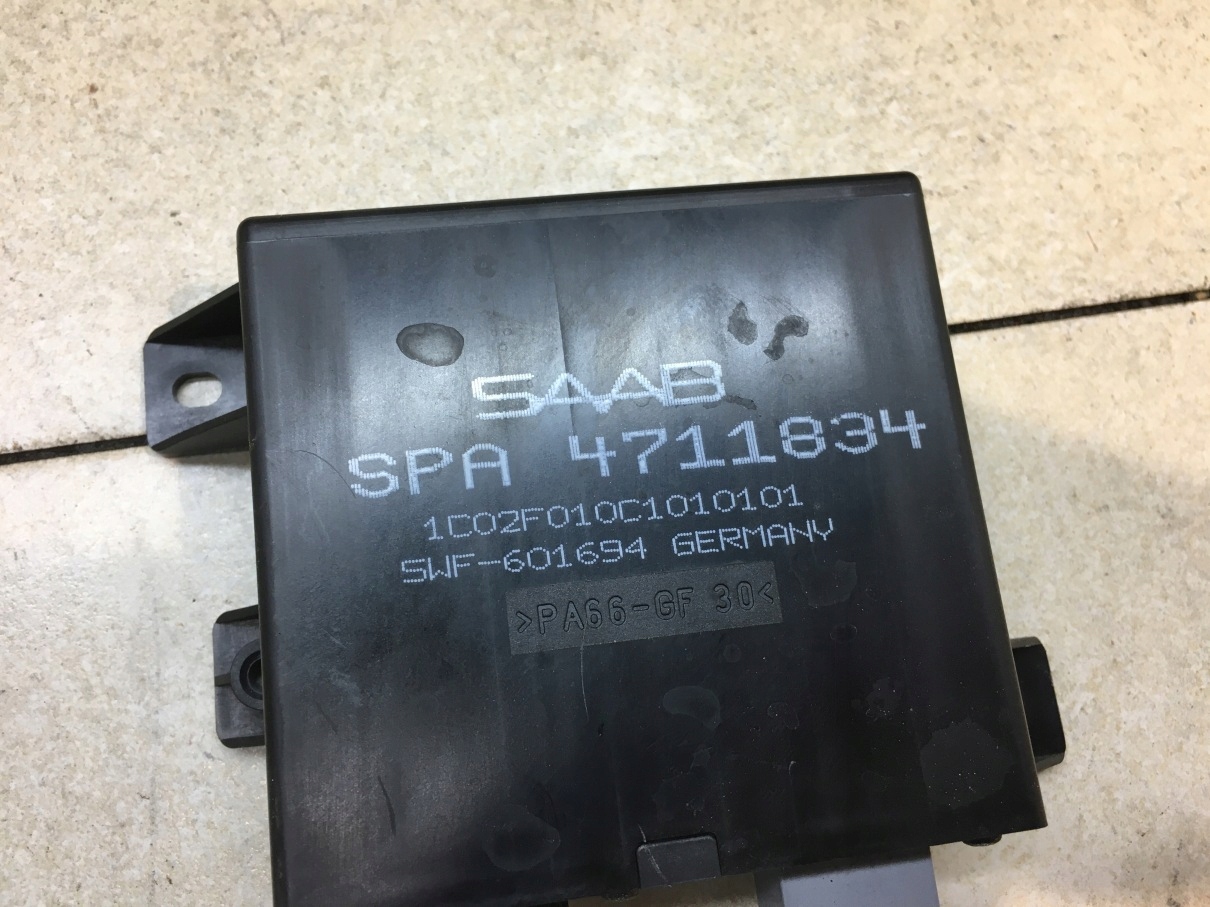 SAAB
SPA 4711834
1C02F010C1010101
SWF-601694 GERMANY
>PA66-GF 30<